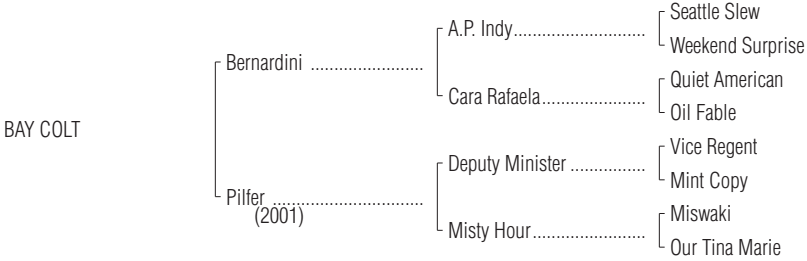 Seattle Slew
A.P. Indy..............................
Weekend Surprise
Bernardini .........................
Quiet American
Cara Rafaela........................
Oil Fable
BAY COLT
Vice Regent
Deputy Minister .................
Mint Copy
Pilfer ..................................
(2001)
Miswaki
Misty Hour..........................
Our Tina Marie